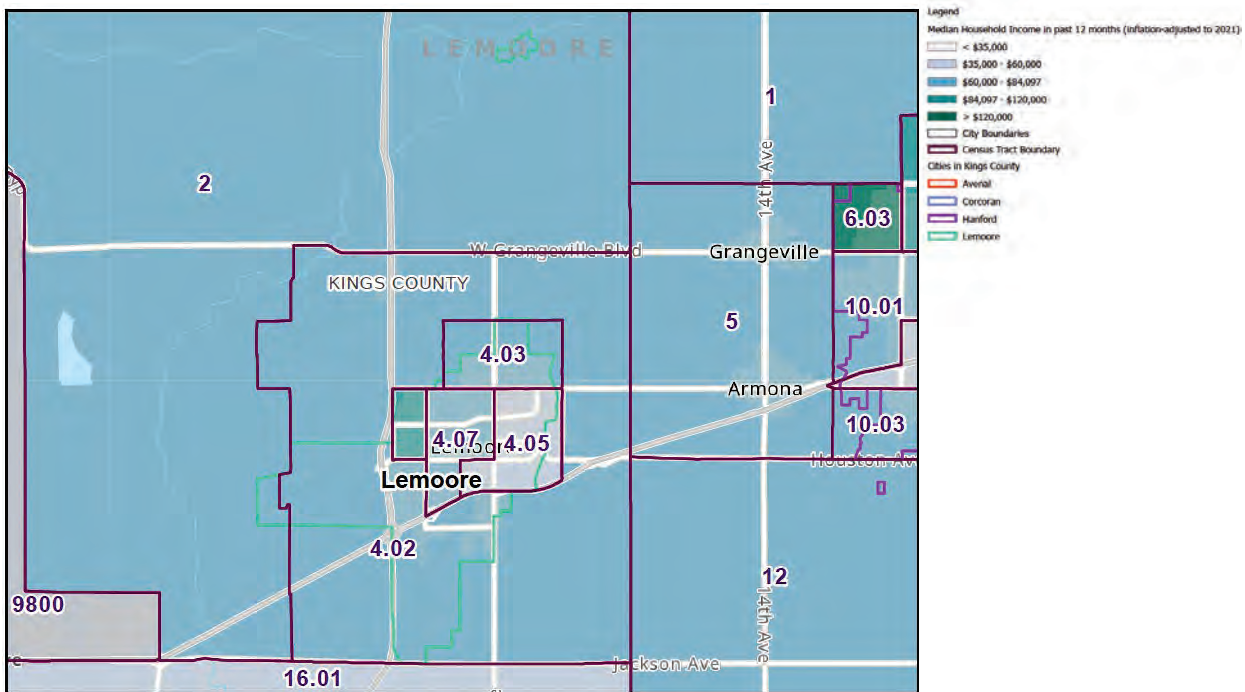 Legend
Median Household Income in past 12 months (inflation-adjusted to 2021)
< $35,000
$35,000 - $60,000
$60,000 - $84,097
$84,097 - $120,000
> $120,000
City Boundaries
Census Tract Boundary
Cities in Kings County
Avenal
Corcoran
Hanford
Lemoore
LEMOORE
1
14th Ave
2
6.03
W Grangeville Blvd
Grangeville
KINGS COUNTY
10.01
5
4.03
Armona
10.03
4.07
4.05
Lemoore
Houston Av
Lemoore
4.02
12
14th Ave
9800
Jackson Ave
16.01